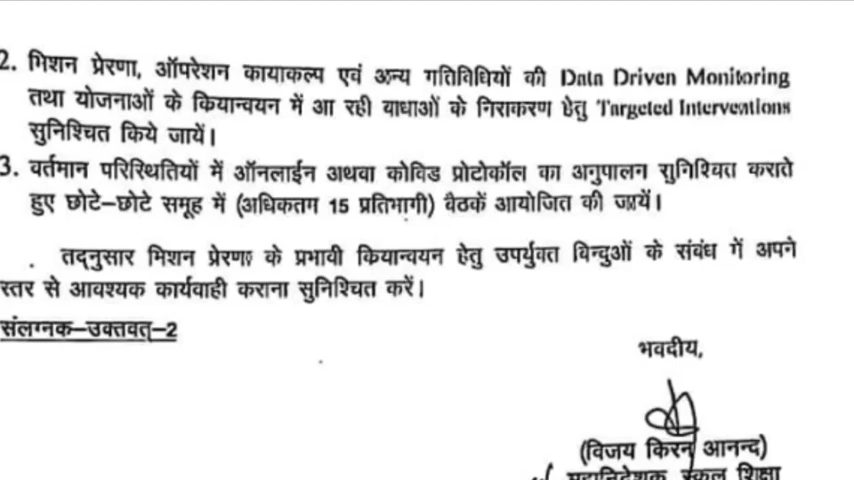 2. मिशन प्रेरणा, ऑपरेशन कायाकल्प एवं अन्य गतिविधियों की Data Driven Monitoring
तथा योजनाओं के कियान्वयन में आ रही बाधाओं के निराकरण हेतु Targeted Interventions
सुनिश्चित किये जायें।
3. वर्तमान परिस्थितियों में ऑनलाईन अथवा कोविड प्रोटोकॉल का अनुपालन सुनिश्चित कराते
हुए छोटे-छोटे समूह में (अधिकतम 15 प्रतिभागी) बैठकें आयोजित की जायें।
तद्नुसार मिशन प्रेरणा के प्रभावी कियान्वयन हेतु उपर्युक्त बिन्दुओं के संबंध में अपने
स्तर से आवश्यक कार्यवाही कराना सुनिश्चित करें।
संलग्नक-उक्तवत्-2
भवदीय,
(विजय किरन आनन्द)
महानिदेशक, स्कूल शिक्षा